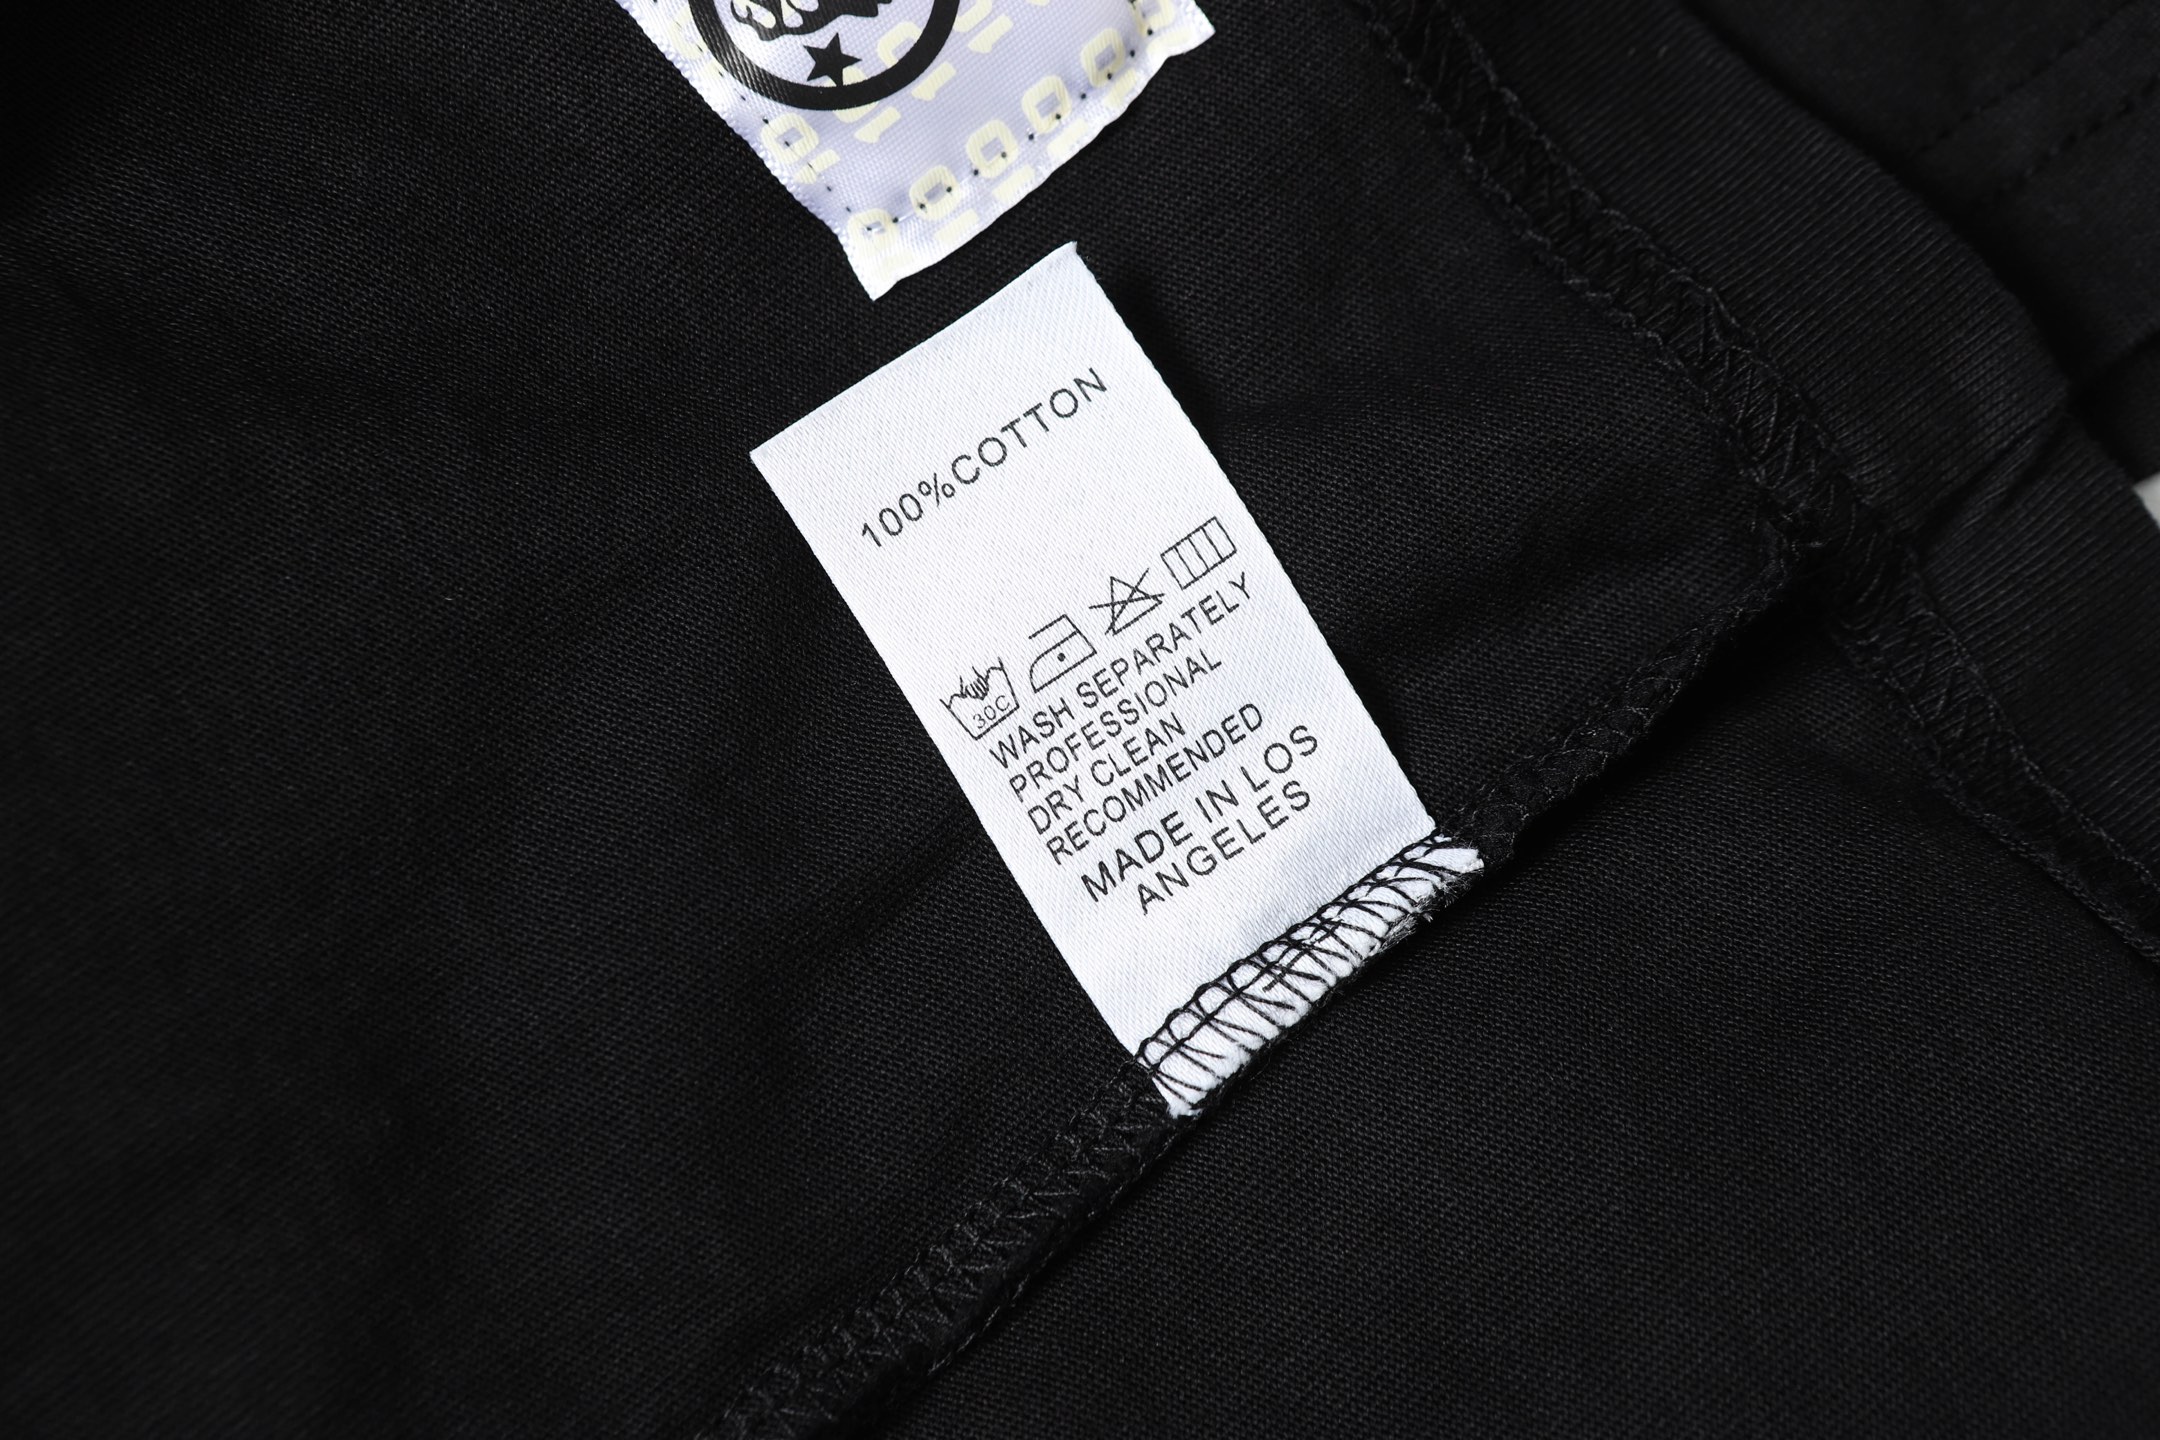 100%COTTON
30C
WASH SEPARATELY
PROFESSIONAL
DRY CLEAN
RECOMMENDED
MADE IN LOS
ANGELES